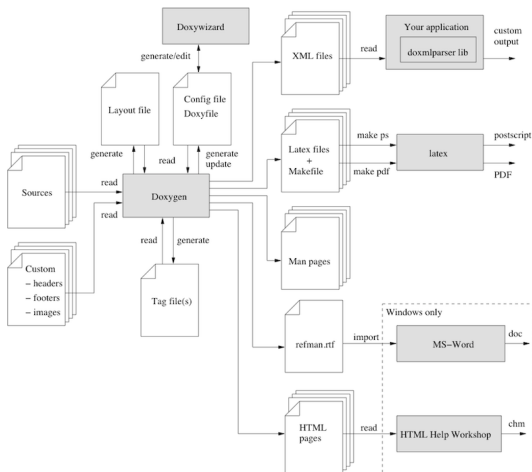 Doxywizard
generate/edit
Layout file
Config file
Doxyfile
generate
read
generate
update
Sources
read
Doxygen
read
Custom
– headers
– footers
– images
read
generate
Tag file(s)
XML files
read
Your application
doxmlparser lib
custom
output
Latex files
+
Makefile
make ps
make pdf
latex
postscript
PDF
Man pages
refman.rtf
import
Windows only
MS–Word
doc
HTML
pages
read
HTML Help Workshop
chm